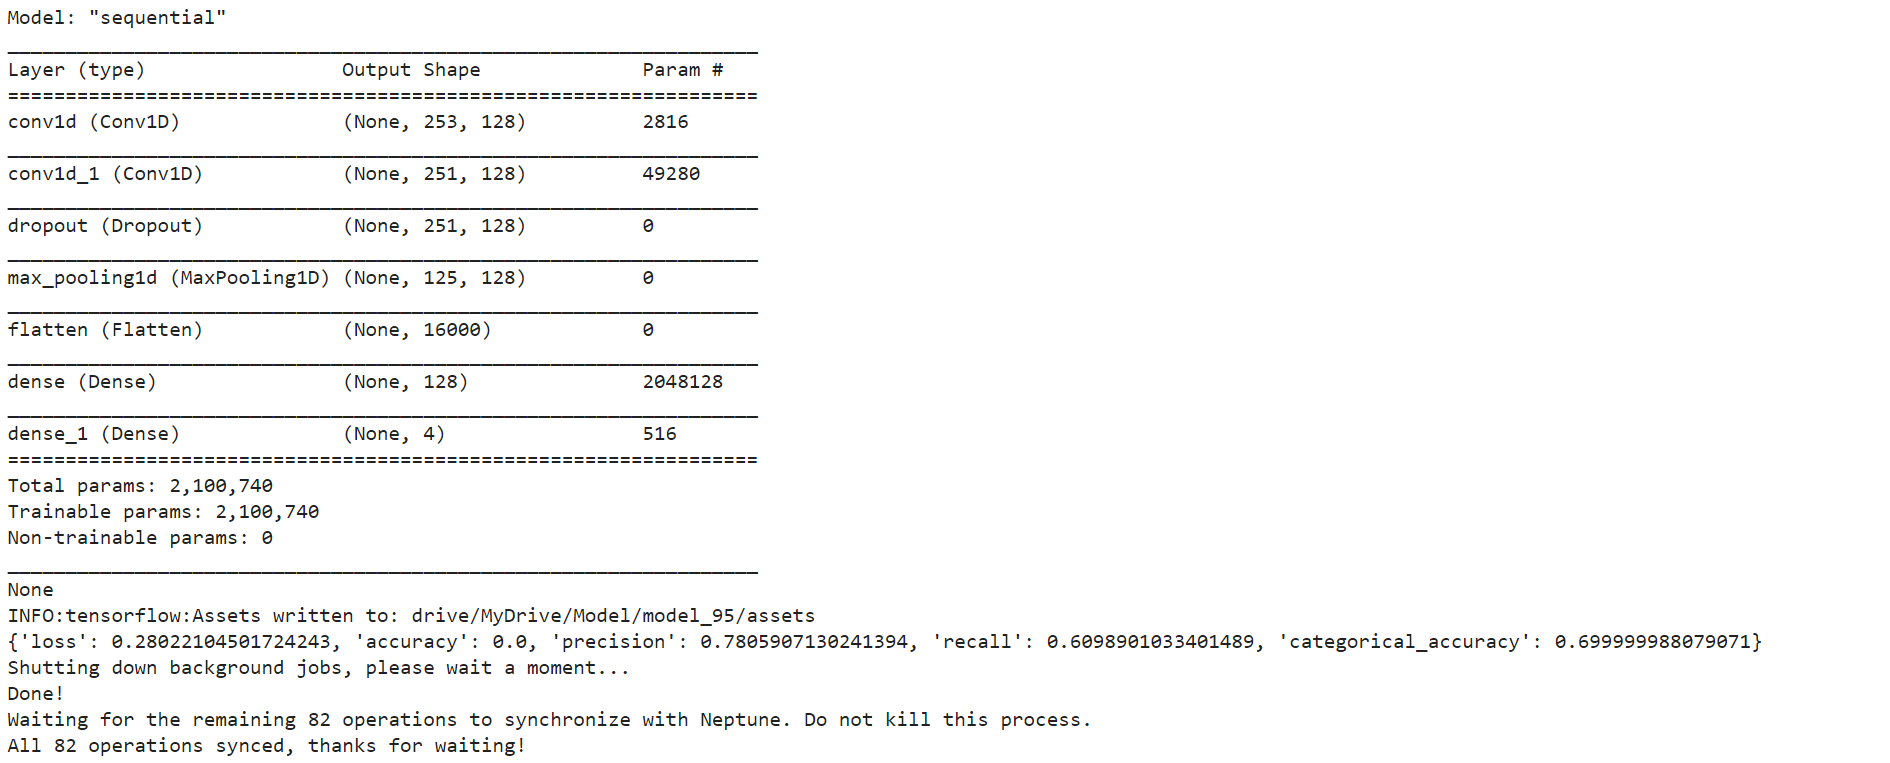 Model: "sequential"
_________________________________________________________________
Layer (type)                 Output Shape              Param #
=================================================================
conv1d (Conv1D)              (None, 253, 128)          2816
_________________________________________________________________
conv1d_1 (Conv1D)            (None, 251, 128)          49280
_________________________________________________________________
dropout (Dropout)            (None, 251, 128)          0
_________________________________________________________________
max_pooling1d (MaxPooling1D) (None, 125, 128)          0
_________________________________________________________________
flatten (Flatten)            (None, 16000)             0
_________________________________________________________________
dense (Dense)                (None, 128)               2048128
_________________________________________________________________
dense_1 (Dense)              (None, 4)                 516
=================================================================
Total params: 2,100,740
Trainable params: 2,100,740
Non-trainable params: 0
_________________________________________________________________
None
INFO:tensorflow:Assets written to: drive/MyDrive/Model/model_95/assets
{'loss': 0.28022104501724243, 'accuracy': 0.0, 'precision': 0.7805907130241394, 'recall': 0.6098901033401489, 'categorical_accuracy': 0.699999988079071}
Shutting down background jobs, please wait a moment...
Done!
Waiting for the remaining 82 operations to synchronize with Neptune. Do not kill this process.
All 82 operations synced, thanks for waiting!